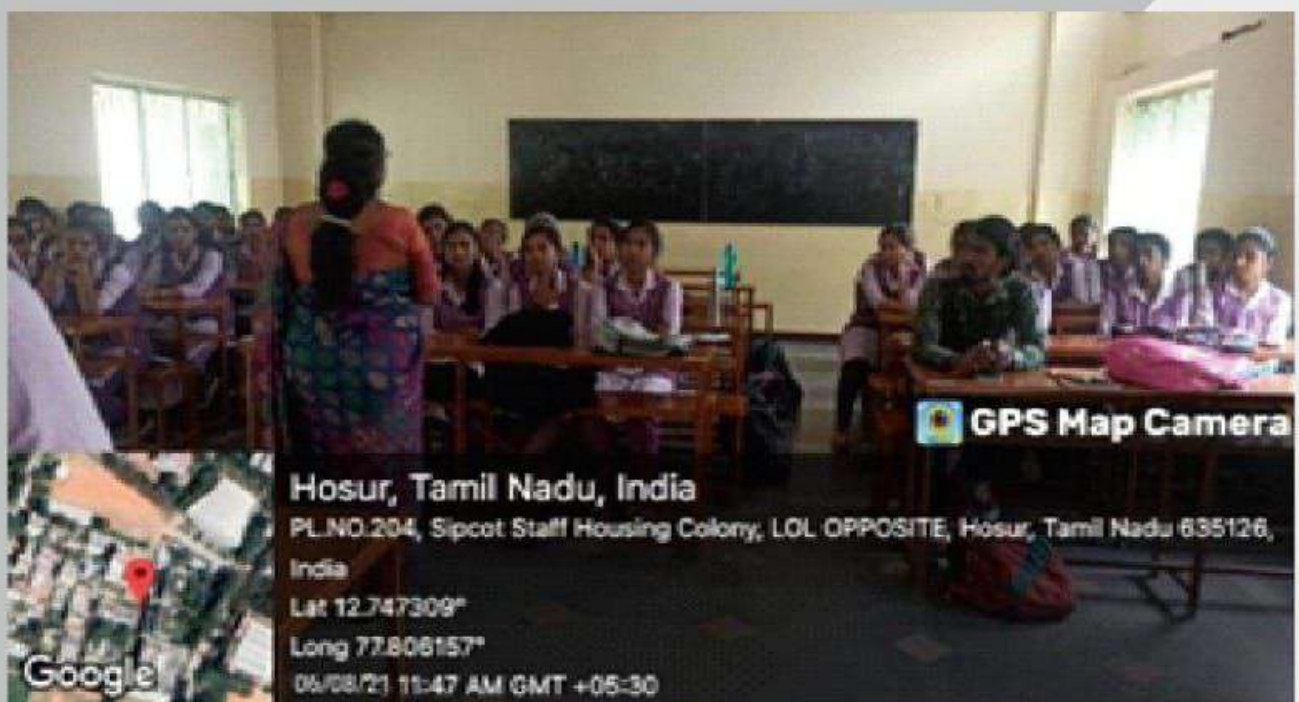 GPS Map Camera
Hosur, Tamil Nadu, India
PL.NO.204, Sipcot Staff Housing Colony, LOL OPPOSITE, Hosur, Tamil Nadu 635126,
India
Lat 12.747309°
Long 77.806157°
11:47 AM GMT +05:30
Google